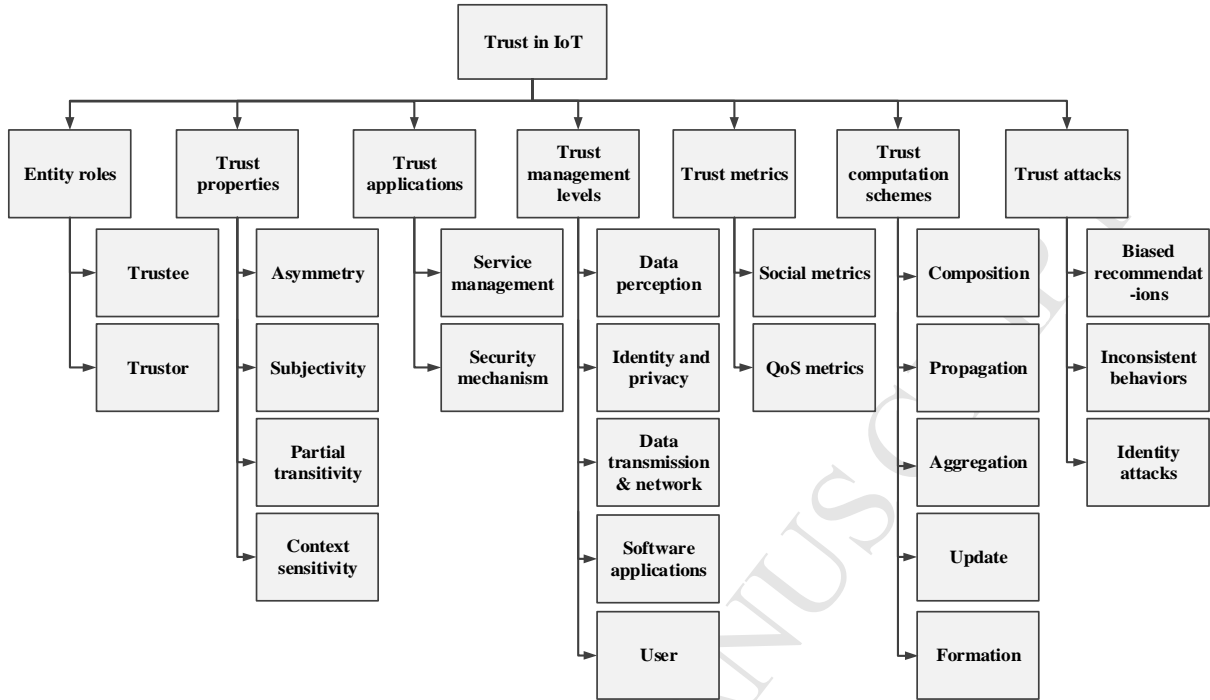 Trust in IoT
Entity roles
Trust
properties
Trust
applications
Trust
management
levels
Trust metrics
Trust
computation
schemes
Trust attacks
Trustee
Trustor
Asymmetry
Subjectivity
Partial
transitivity
Context
sensitivity
Service
management
Security
mechanism
Data
perception
Identity and
privacy
Data
transmission
& network
Software
applications
User
Social metrics
QoS metrics
Composition
Propagation
Aggregation
Update
Formation
Biased
recommendat
-ions
Inconsistent
behaviors
Identity
attacks